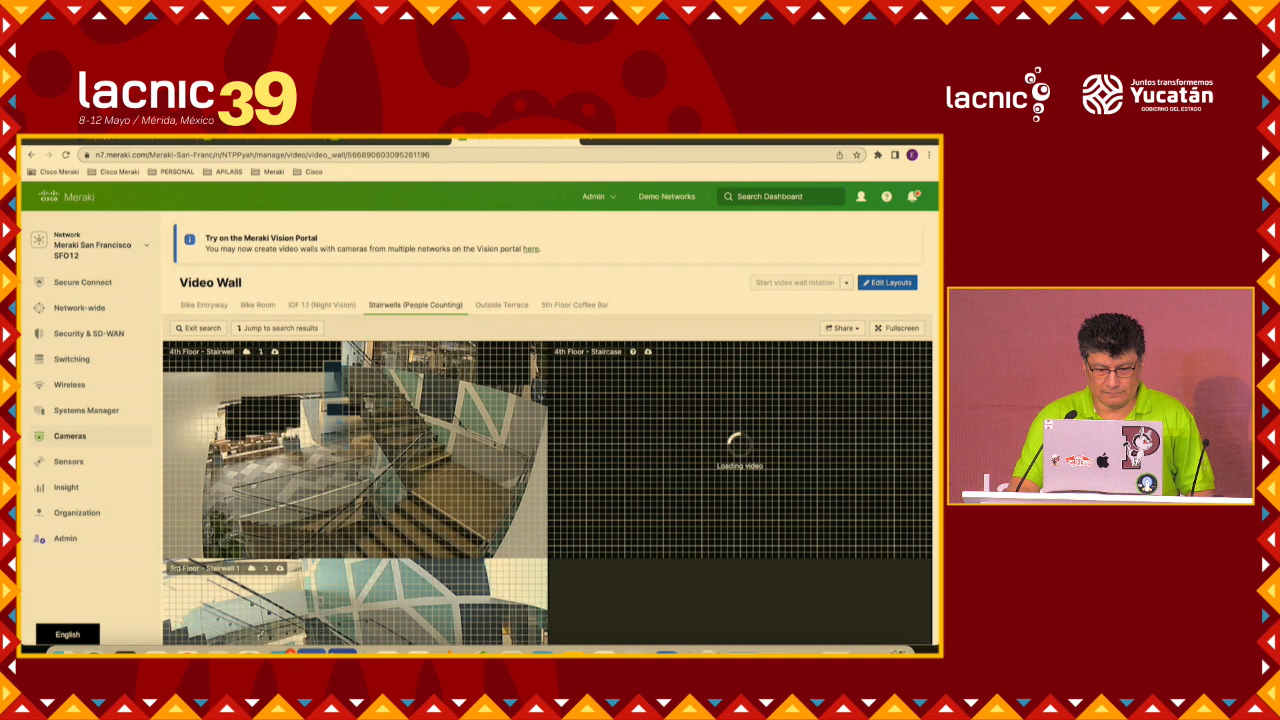 lacnic39
8-12 Mayo / Mérida, México
lacnic
Juntos transformemos
Yucatán
GOBIERNO DEL ESTADO
n7.meraki.com/Meraki-San-Franc/n/NTPPyah/manage/video/video_wall/566890603095261196
E
Cisco Meraki
Cisco Meraki
PERSONAL
APILABS
Meraki
Cisco
cisco Meraki
Admin
Demo Networks
Search Dashboard
Network
Meraki San Francisco
SFO12
Secure Connect
Network-wide
Security & SD-WAN
Switching
Wireless
Systems Manager
Cameras
Sensors
Insight
Organization
Admin
English
Try on the Meraki Vision Portal
You may now create video walls with cameras from multiple networks on the Vision portal here.
Video Wall
Start video wall rotation
Edit Layouts
Bike Entryway
Bike Room
IDF 1.1 (Night Vision)
Stairwells (People Counting)
Outside Terrace
5th Floor Coffee Bar
Exit search
Jump to search results
Share
Fullscreen
4th Floor - Stairwell
4th Floor - Staircase
Loading video
3rd Floor - Stairwell 1